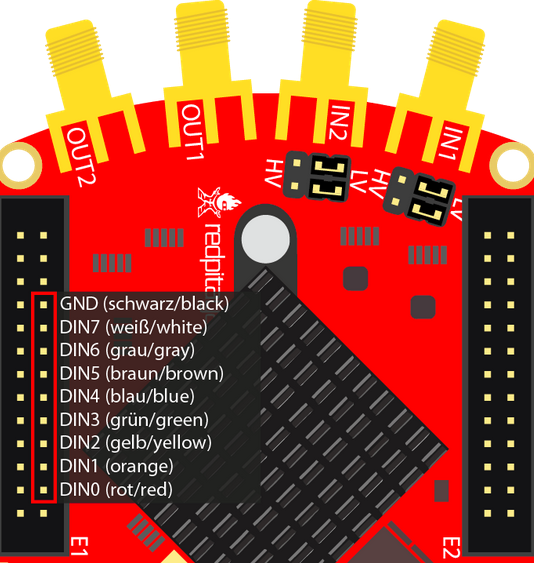 OUT2
OUT1
IN2
IN1
HV
LV
HV
LV
redpita
GND (schwarz/black)
DIN7 (weiß/white)
DIN6 (grau/gray)
DIN5 (braun/brown)
DIN4 (blau/blue)
DIN3 (grün/green)
DIN2 (gelb/yellow)
DIN1 (orange)
DIN0 (rot/red)
E1
E2